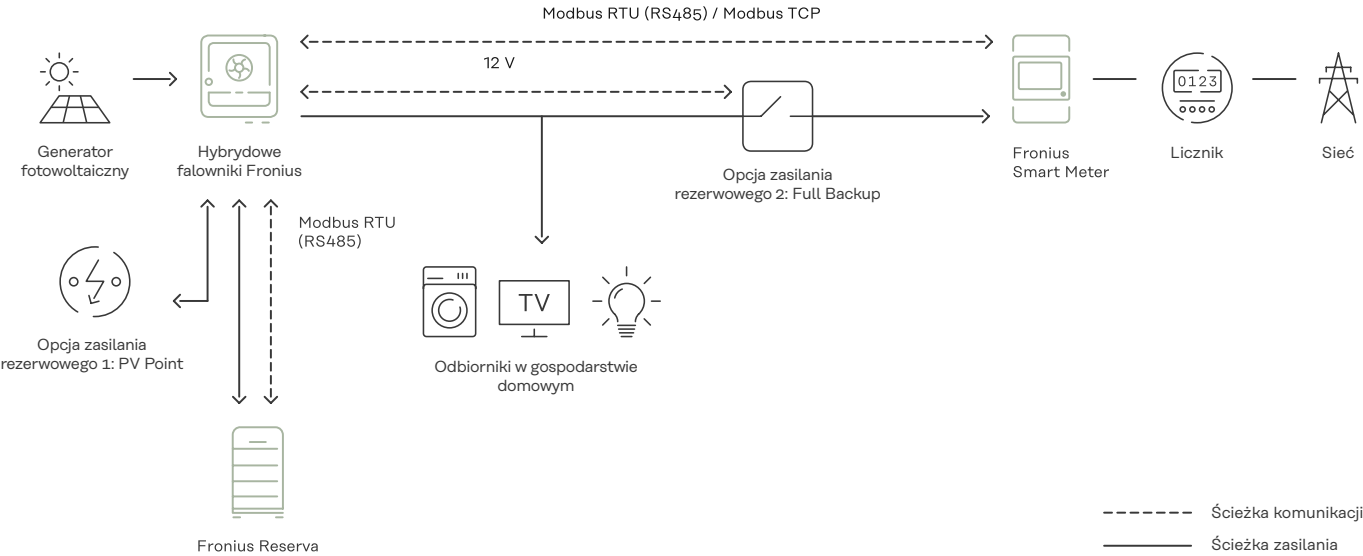 Modbus RTU (RS485) / Modbus TCP
12 V
0123
Generator
fotowoltaiczny
Hybrydowe
falowniki Fronius
Opcja zasilania
rezerwowego 2: Full Backup
Fronius
Smart Meter
Licznik
Sieć
Modbus RTU
(RS485)
TV
Opcja zasilania
rezerwowego 1: PV Point
Odbiorniki w gospodarstwie
domowym
Fronius Reserva
Ścieżka komunikacji
Ścieżka zasilania